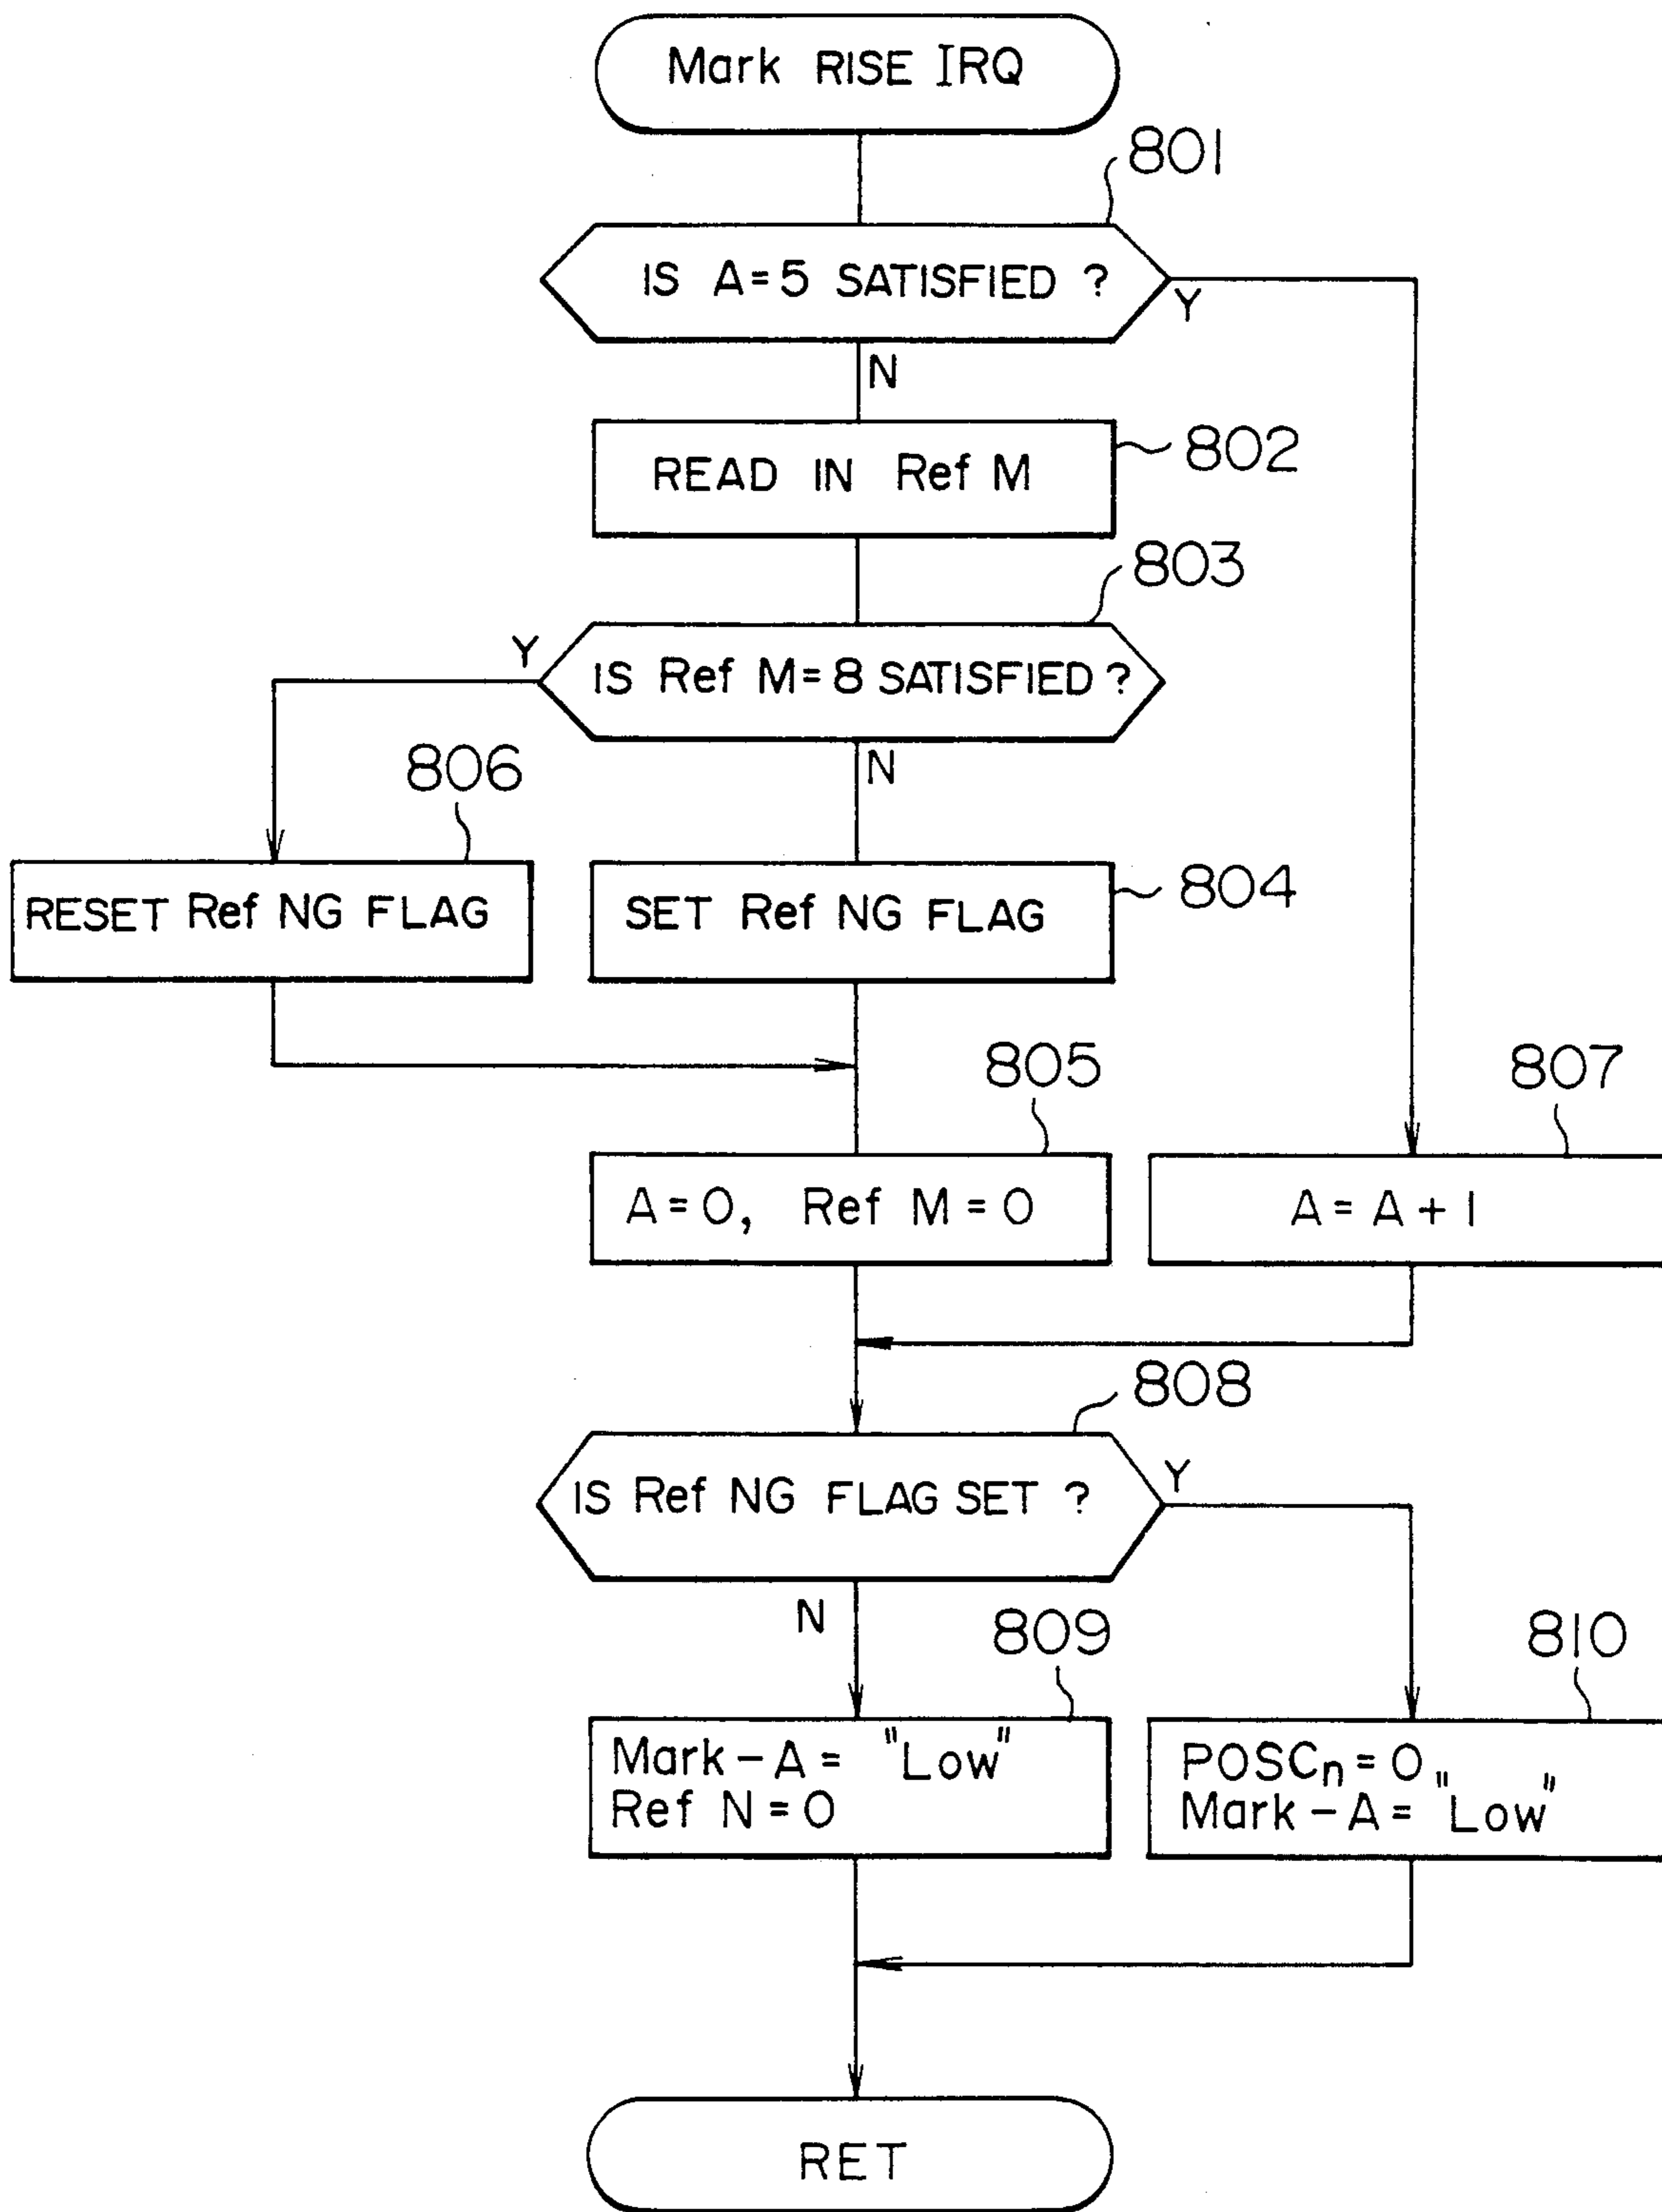 Mark RISE IRQ
801
IS A=5 SATISFIED ?
Y
N
802
READ IN Ref M
803
Y
IS Ref M=8 SATISFIED ?
N
806
RESET Ref NG FLAG
804
SET Ref NG FLAG
805
A=0, Ref M=0
807
A=A+1
808
IS Ref NG FLAG SET ?
Y
N
809
Mark-A= "Low"
Ref N=0
810
POSCn=0
Mark-A= "Low"
RET